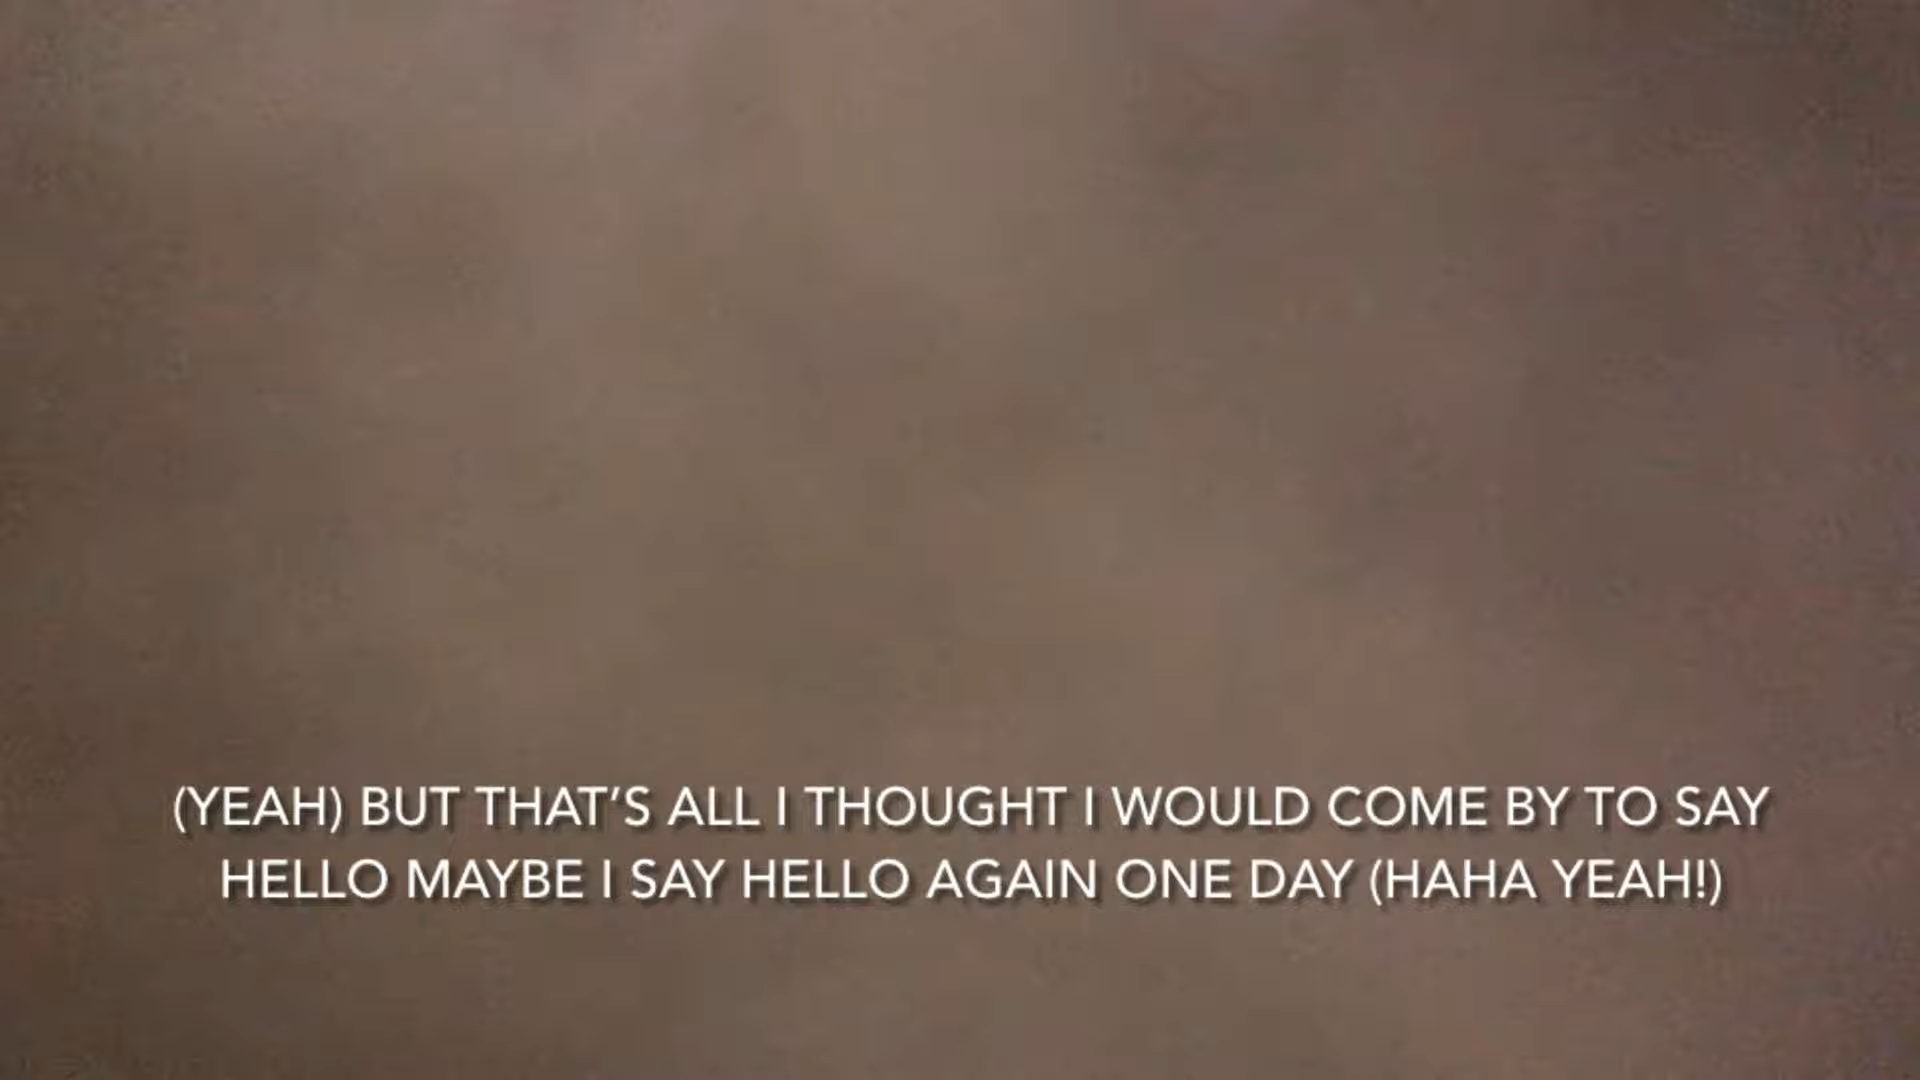 (YEAH) BUT THAT’S ALL I THOUGHT I WOULD COME BY TO SAY
HELLO MAYBE I SAY HELLO AGAIN ONE DAY (HAHA YEAH!)